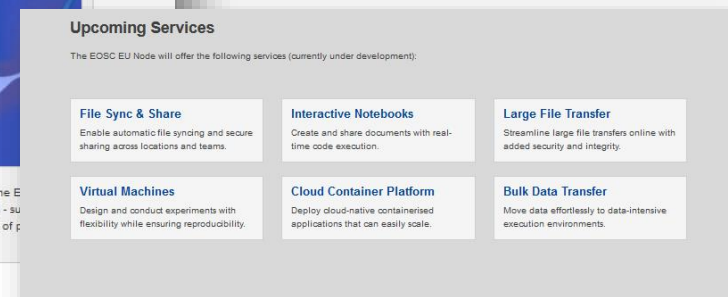 Upcoming Services
The EOSC EU Node will offer the following services (currently under development):
File Sync & Share
Enable automatic file syncing and secure
sharing across locations and teams.
Interactive Notebooks
Create and share documents with real-
time code execution.
Large File Transfer
Streamline large file transfers online with
added security and integrity.
Virtual Machines
Design and conduct experiments with
flexibility while ensuring reproducibility.
Cloud Container Platform
Deploy cloud-native containerised
applications that can easily scale.
Bulk Data Transfer
Move data effortlessly to data-intensive
execution environments.
of